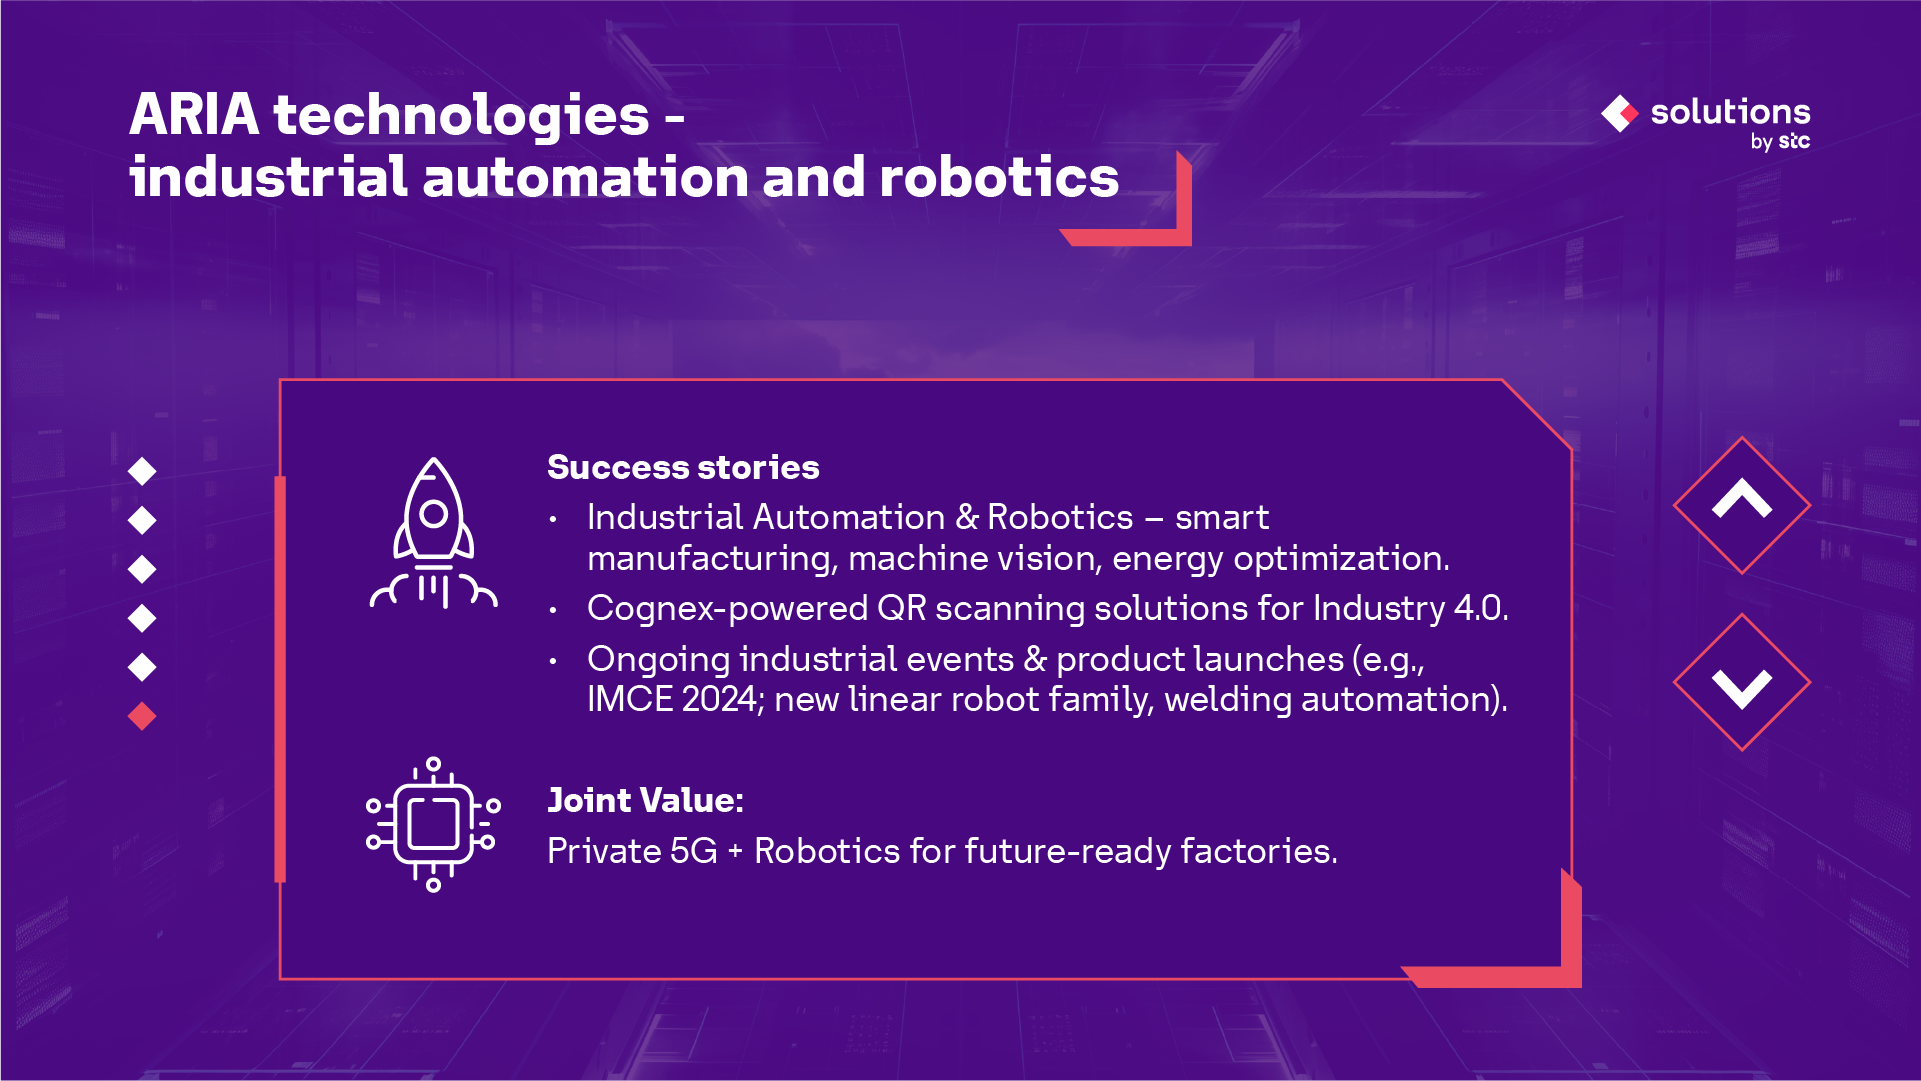 ARIA technologies -
industrial automation and robotics
solutions
by stc
Success stories
• Industrial Automation & Robotics – smart
manufacturing, machine vision, energy optimization.
• Cognex-powered QR scanning solutions for Industry 4.0.
• Ongoing industrial events & product launches (e.g.,
IMCE 2024; new linear robot family, welding automation).
Joint Value:
Private 5G + Robotics for future-ready factories.